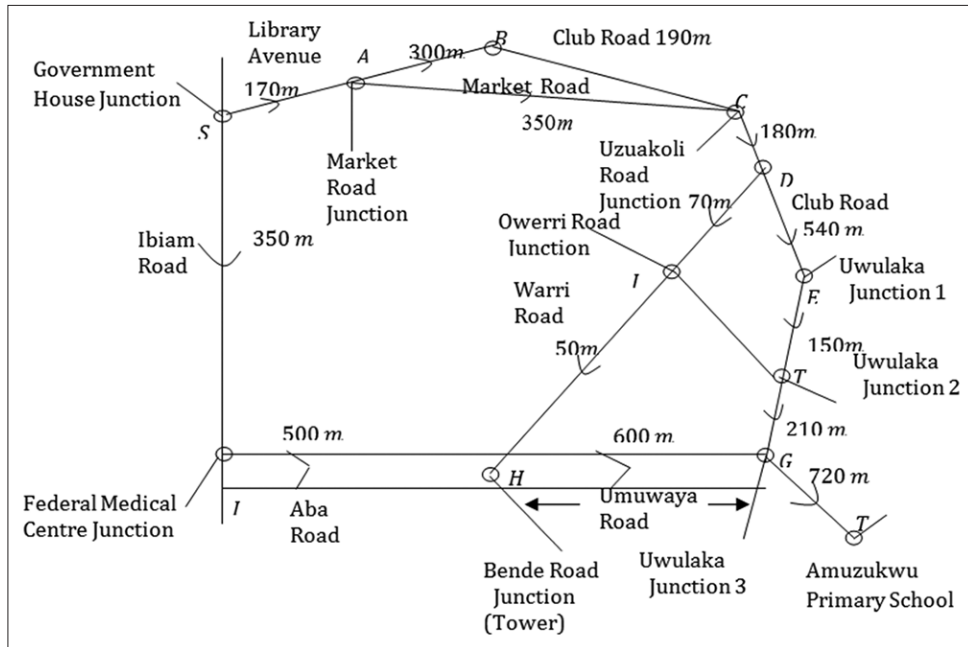 Library
Avenue
A
300m
B
Club Road 190m
Government
House Junction
170m
Market Road
350m
C
S
180m
Market
Road
Junction
Uzuakoli
Road
Junction
70m
D
Club Road
540 m
Ibiam
Road
350 m
Owerri Road
Junction
I
Uwulaka
Junction 1
E
Warri
Road
50m
150m
Uwulaka
Junction 2
T
500 m
600 m
210 m
G
720 m
Federal Medical
Centre Junction
I
Aba
Road
H
Umuwaya
Road
T
Bende Road
Junction
(Tower)
Uwulaka
Junction 3
Amuzukwu
Primary School